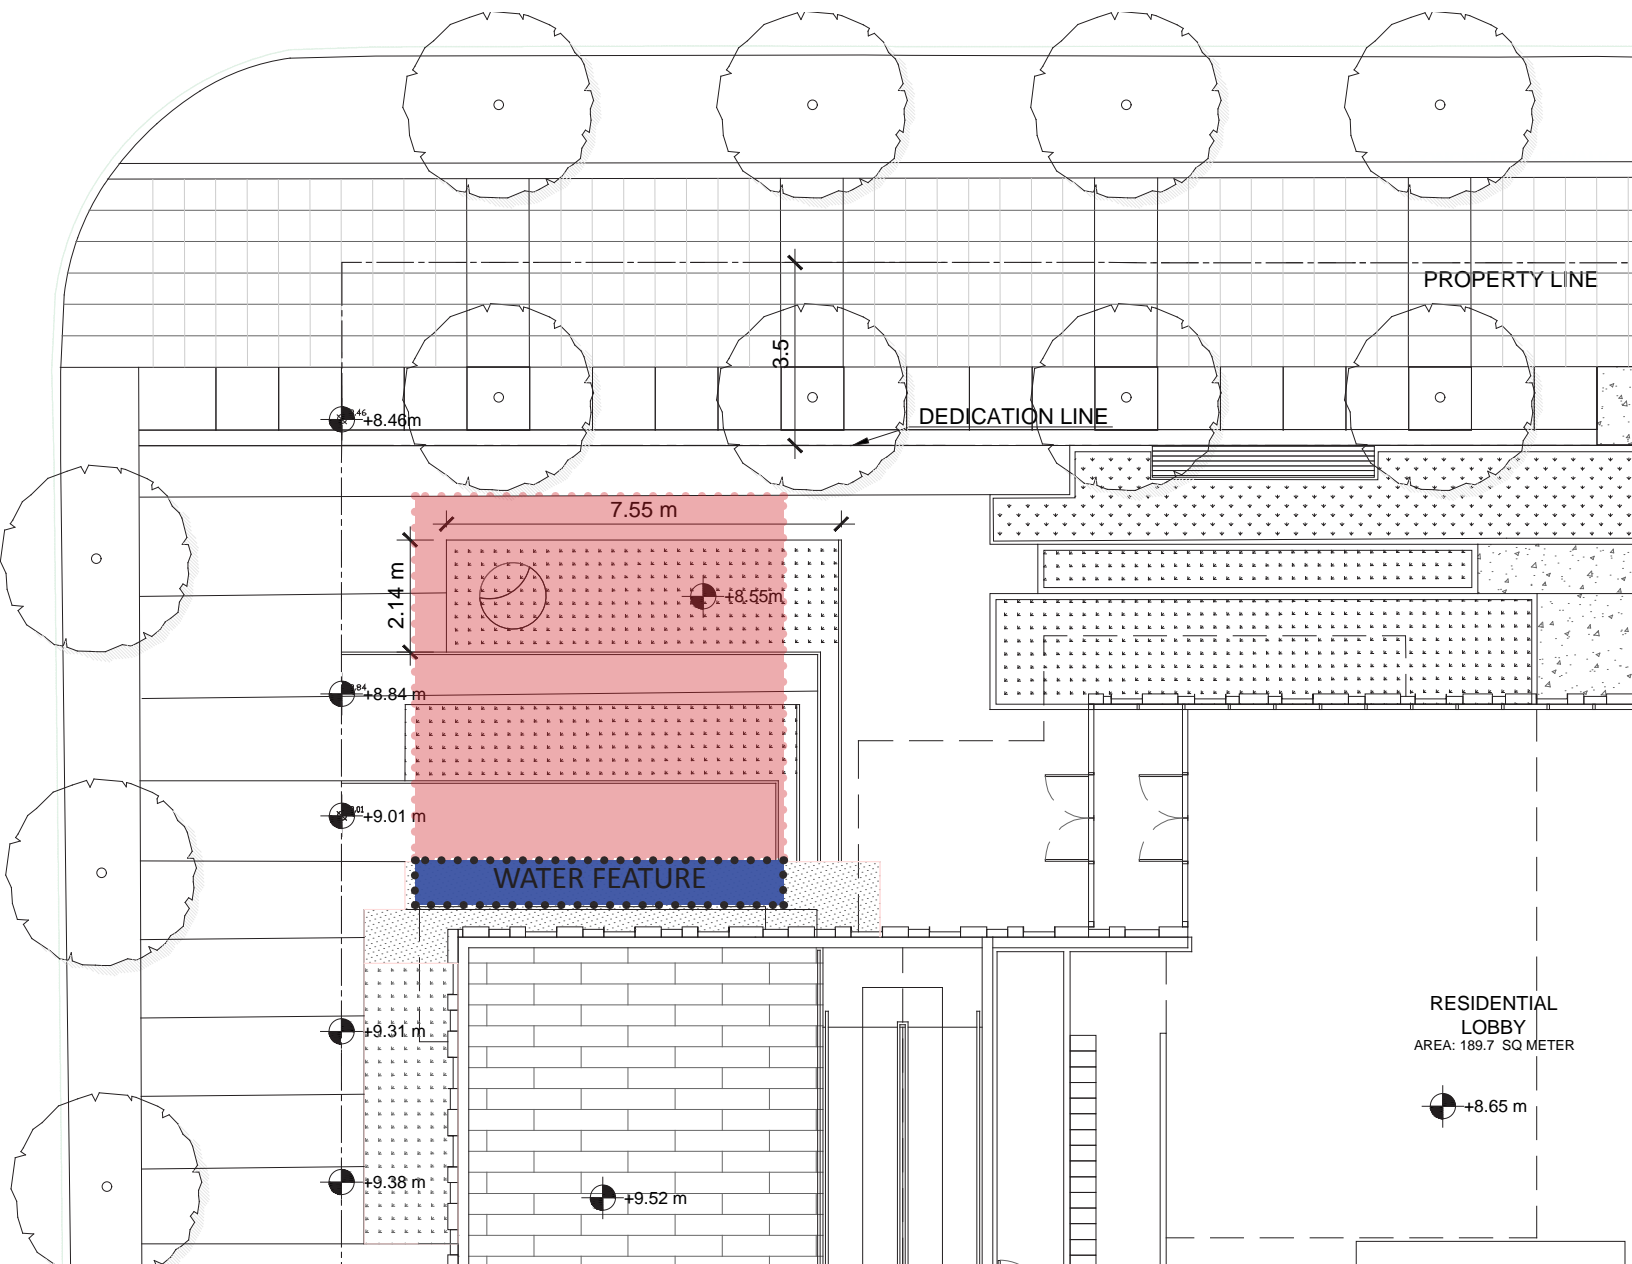 PROPERTY LINE
3.5
DEDICATION LINE
+8.46m
7.55 m
2.14 m
+8.55m
+8.84 m
+9.01 m
WATER FEATURE
+9.31 m
RESIDENTIAL
LOBBY
AREA: 189.7 SQ METER
+8.65 m
+9.38 m
+9.52 m